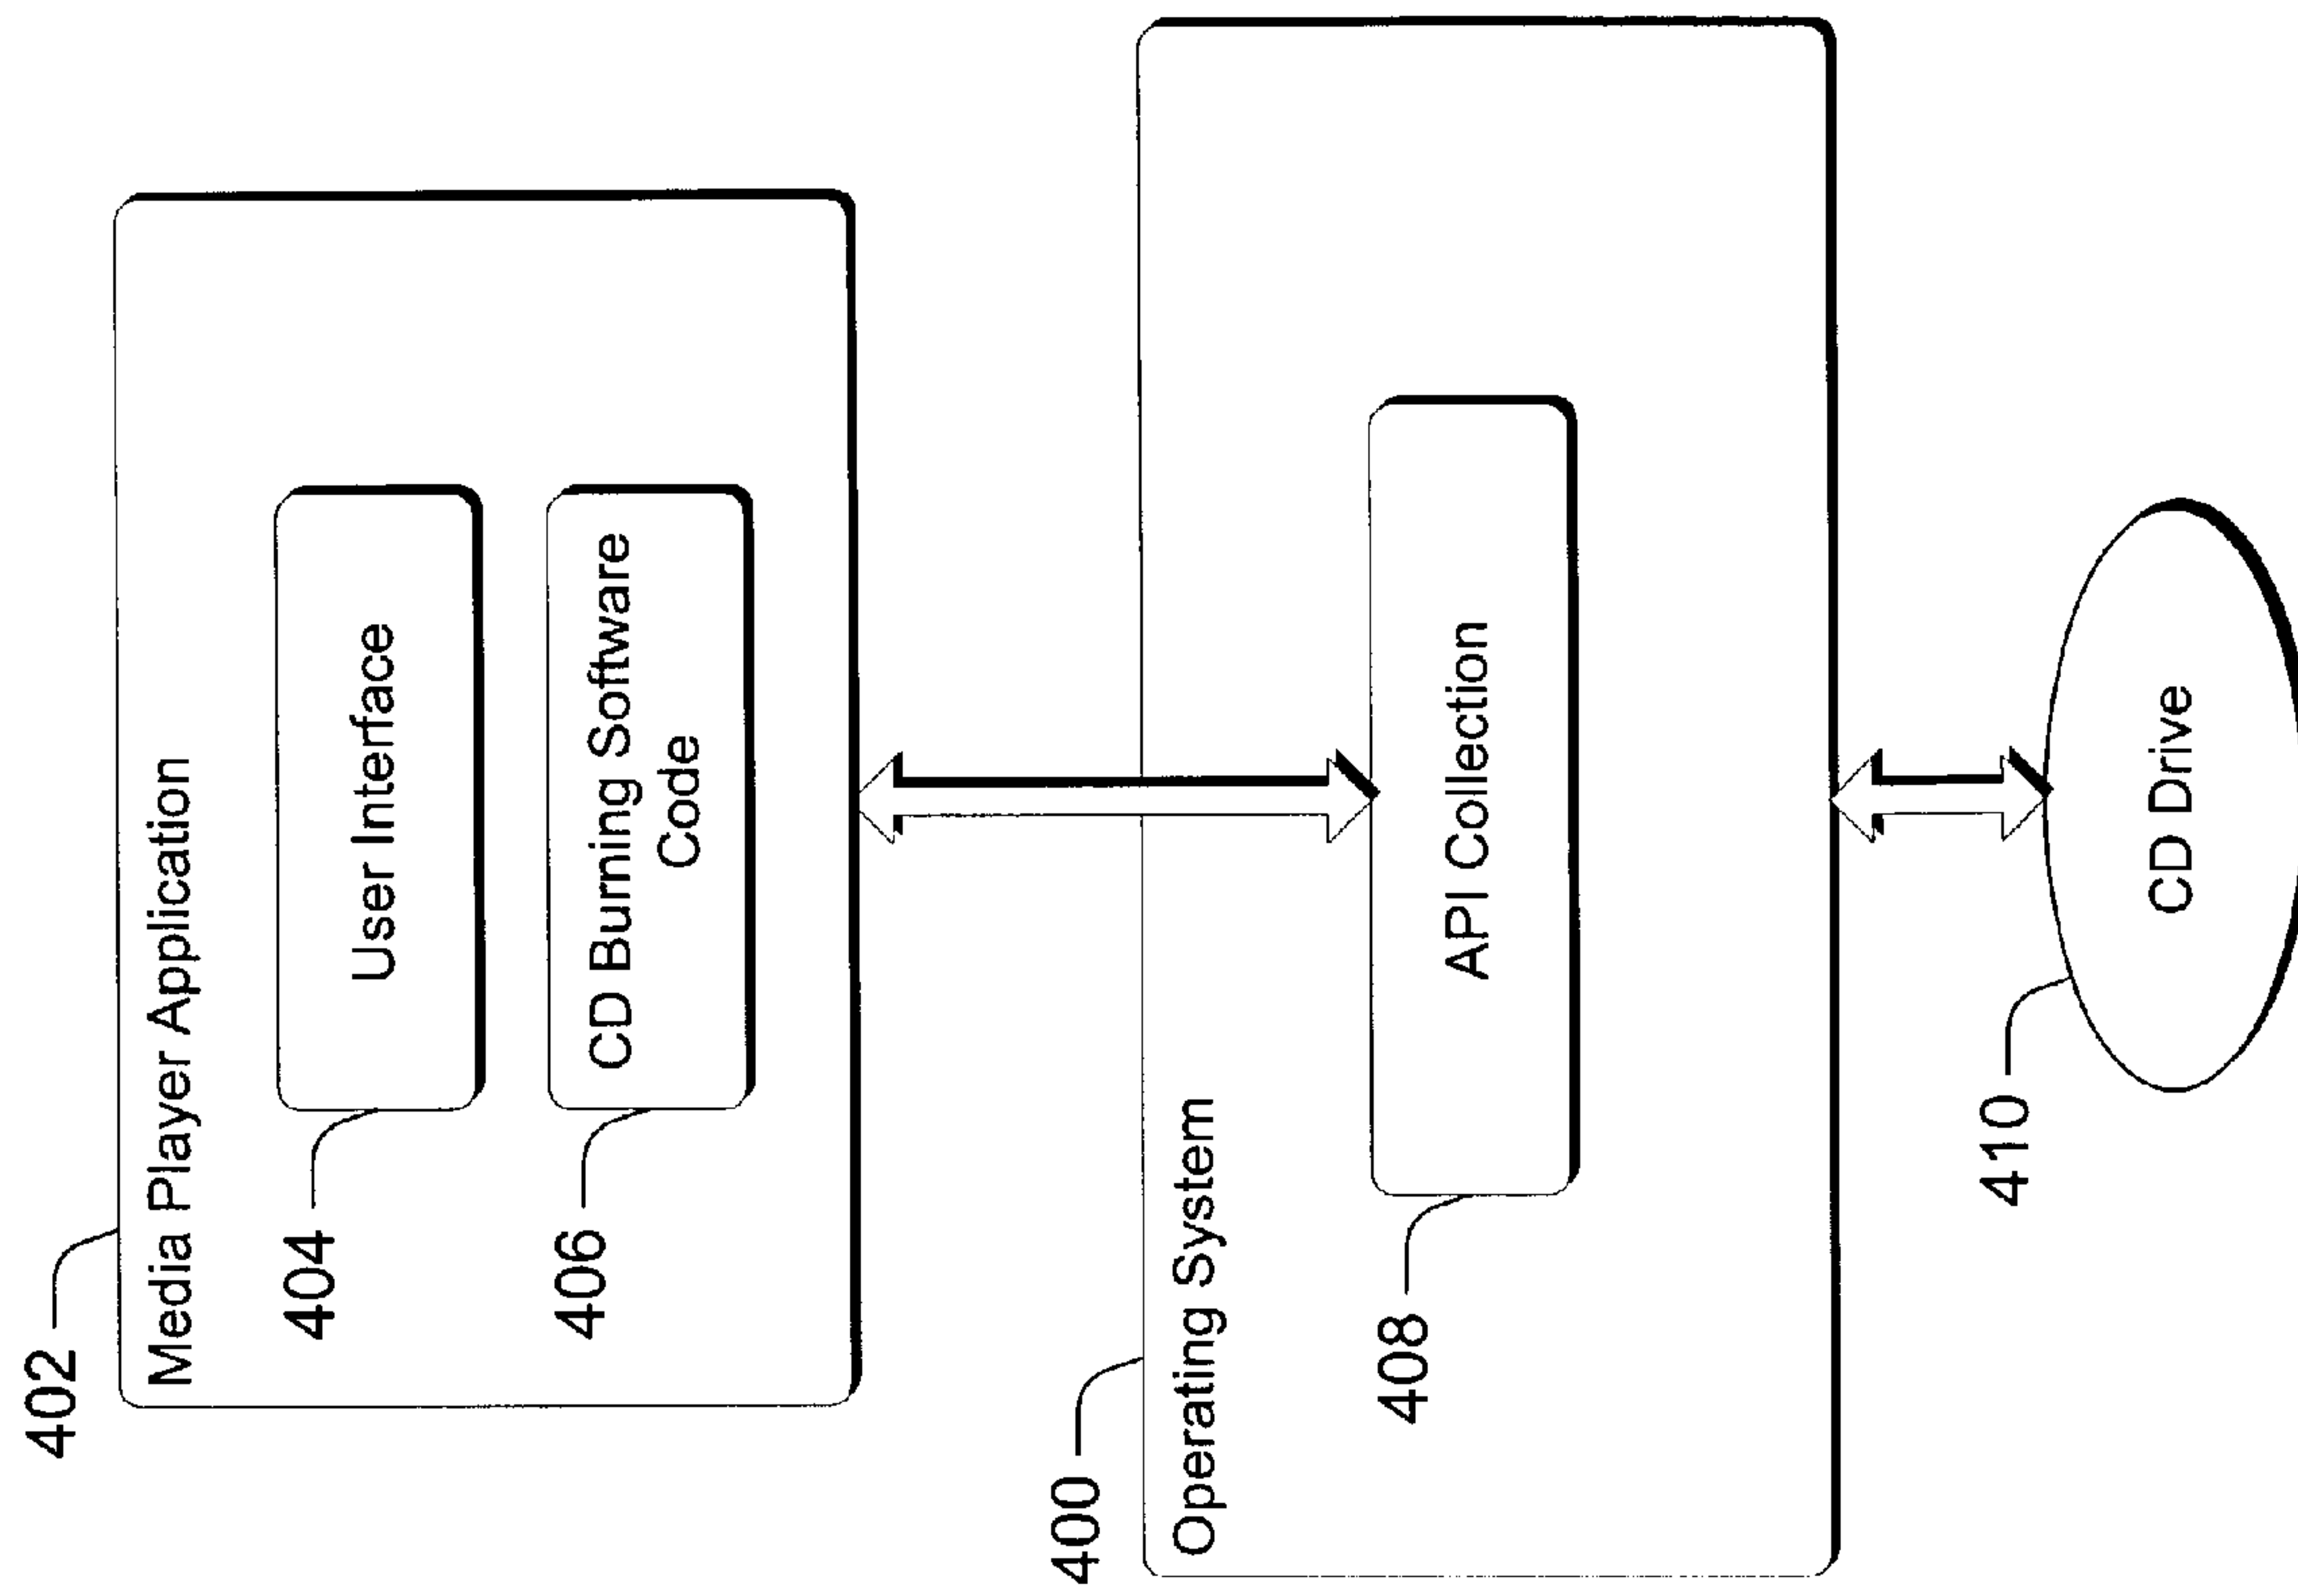 402
Media Player Application
404
User Interface
406
CD Burning Software
Code
400
Operating System
408
API Collection
410
CD Drive